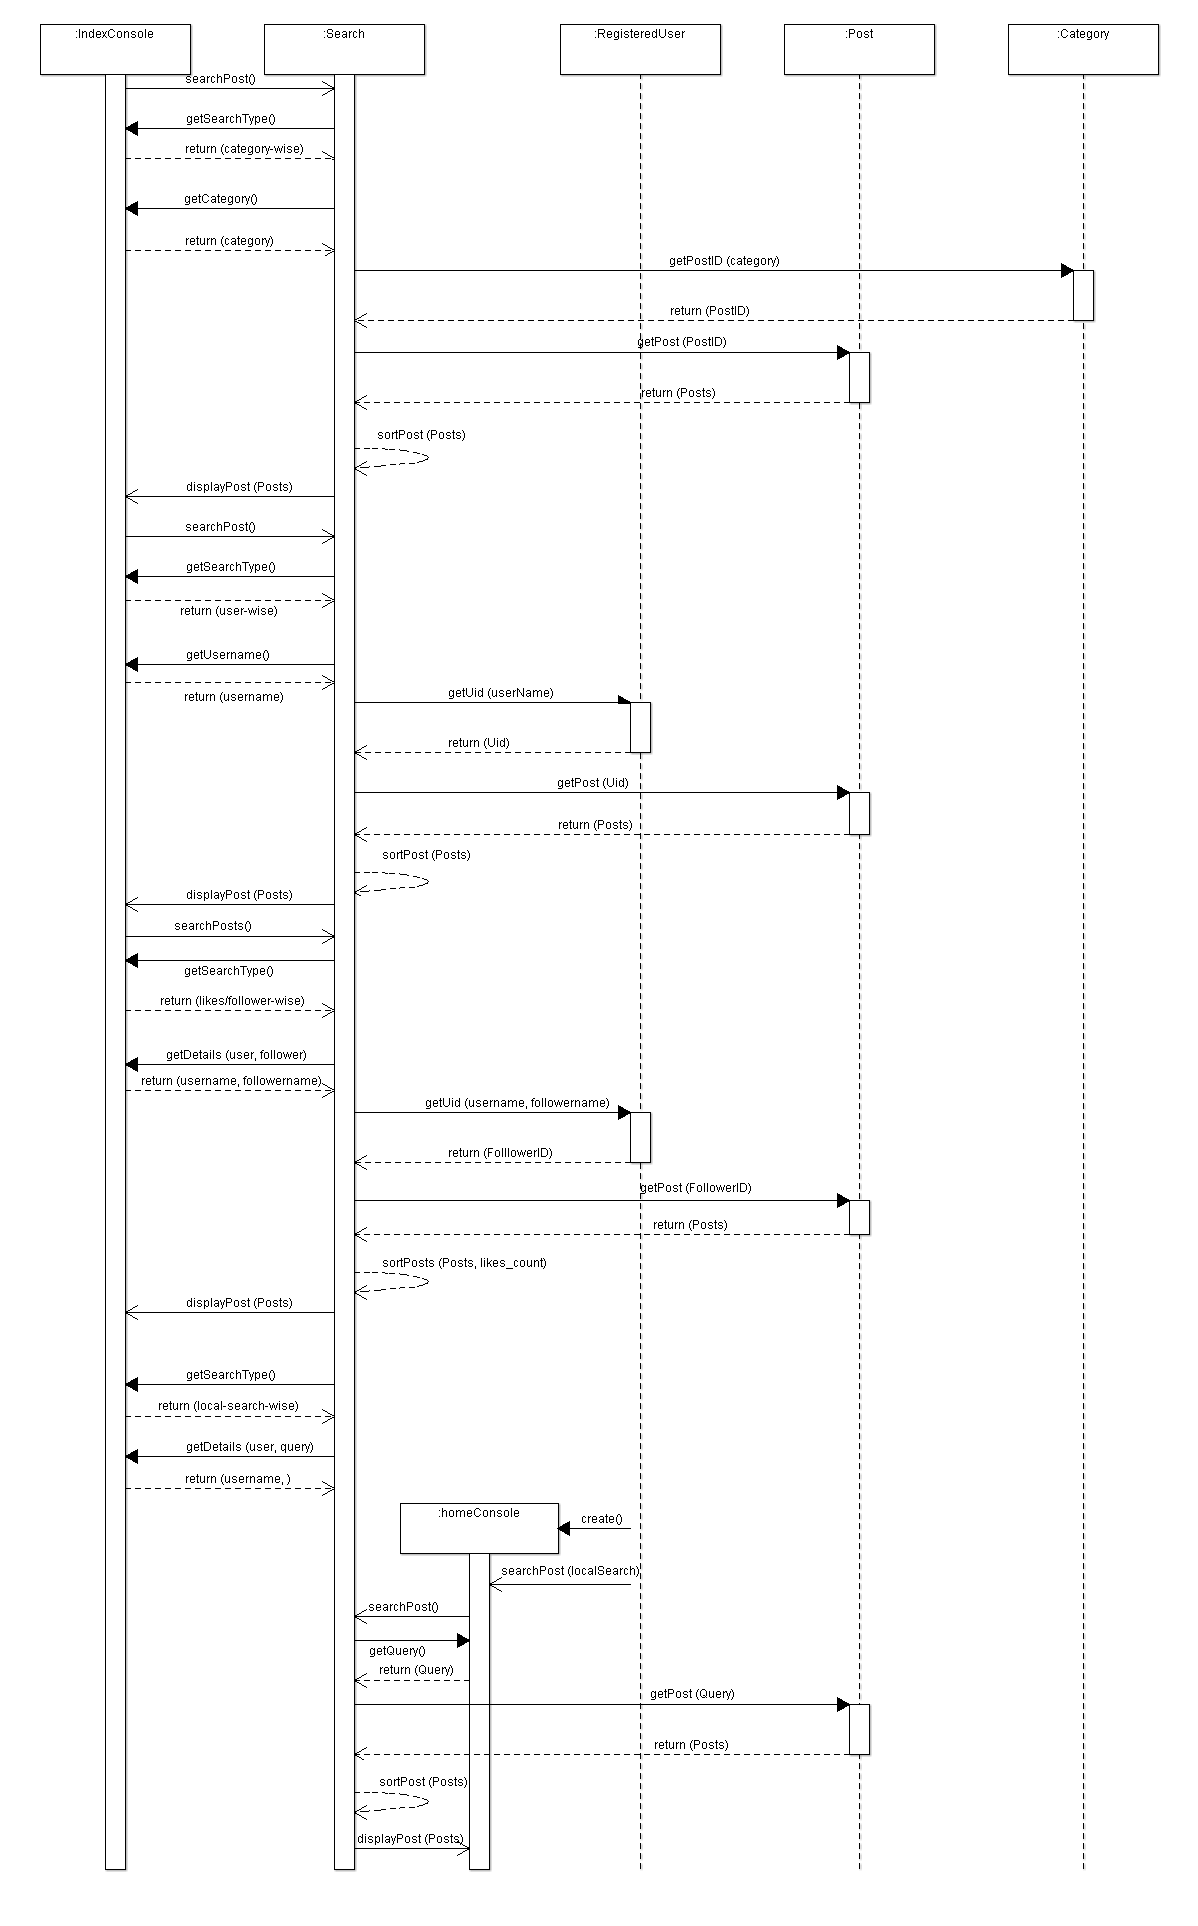 :IndexConsole
:Search
:RegisteredUser
:Post
:Category
searchPost()
getSearchType()
return (category-wise)
getCategory()
return (category)
getPostID (category)
return (PostID)
getPost (PostID)
return (Posts)
sortPost (Posts)
displayPost (Posts)
searchPost()
getSearchType()
return (user-wise)
getUsername()
return (username)
getUid (userName)
return (Uid)
getPost (Uid)
return (Posts)
sortPost (Posts)
displayPost (Posts)
searchPosts()
getSearchType()
return (likes/follower-wise)
getDetails (user, follower)
return (username, followername)
getUid (username, followername)
return (FolllowerID)
getPost (FollowerID)
return (Posts)
sortPosts (Posts, likes_count)
displayPost (Posts)
getSearchType()
return (local-search-wise)
getDetails (user, query)
return (username, )
:homeConsole
create()
searchPost (localSearch)
searchPost()
getQuery()
return (Query)
getPost (Query)
return (Posts)
sortPost (Posts)
displayPost (Posts)